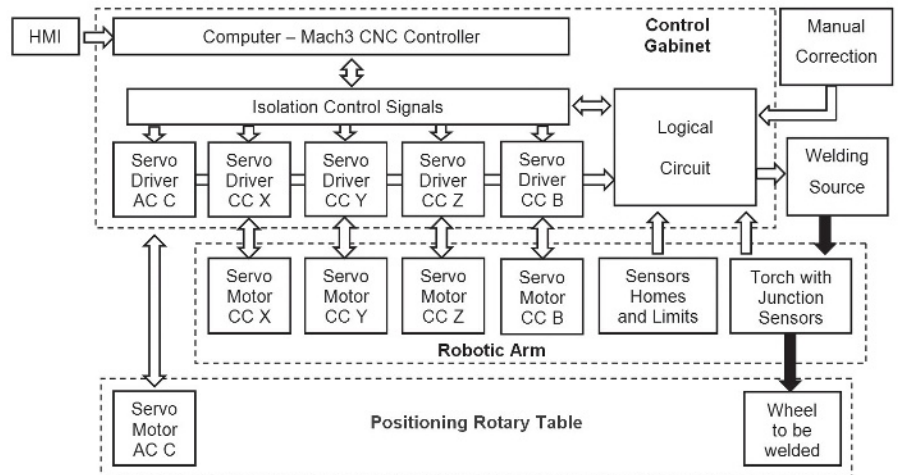 HMI
Computer – Mach3 CNC Controller
Control
Gabinet
Manual
Correction
Isolation Control Signals
Logical
Circuit
Welding
Source
Servo
Driver
AC C
Servo
Driver
CC X
Servo
Driver
CC Y
Servo
Driver
CC Z
Servo
Driver
CC B
Servo
Motor
CC X
Servo
Motor
CC Y
Servo
Motor
CC Z
Servo
Motor
CC B
Sensors
Homes
and Limits
Torch with
Junction
Sensors
Robotic Arm
Servo
Motor
AC C
Positioning Rotary Table
Wheel
to be
welded